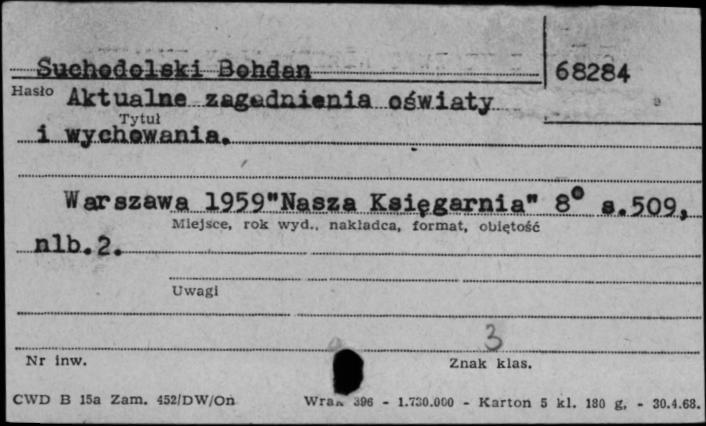 Suchodolski Bohdan
68284
Hasło Aktualne zagadnienia oświaty
Tytuł
i wychowania.
Warszawa 1959"Nasza Księgarnia" 8° s.509,
Miejsce, rok wyd., nakładca, format, objętość
nlb.2.
Uwagi
3
Nr inw. Znak klas.
CWD B 15a Zam. 452/DW/On 396 - 1.730.000 - Karton 5 kl. 180 g, - 30.4.68.